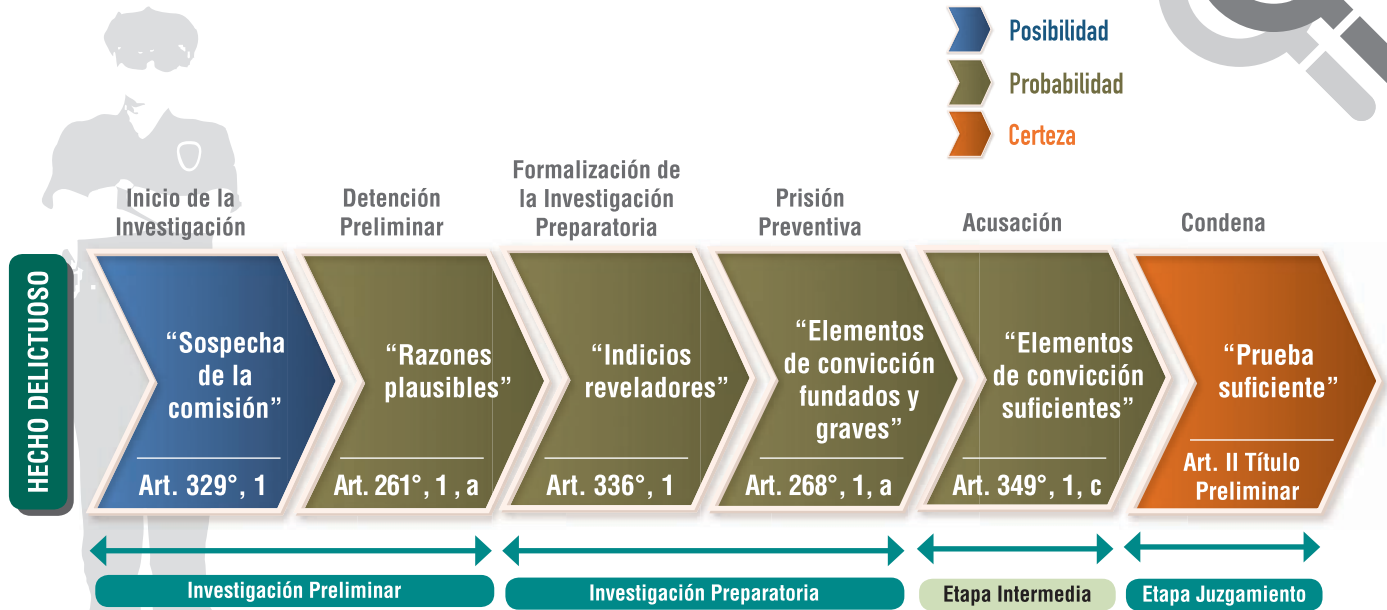 Posibilidad
Probabilidad
Certeza
Inicio de la
Investigación
Detención
Preliminar
Formalización de
la Investigación
Preparatoria
Prisión
Preventiva
Acusación
Condena
HECHO DELICTUOSO
“Sospecha
de la
comisión”
Art. 329°, 1
“Razones
plausibles”
Art. 261°, 1 , a
“Indicios
reveladores”
Art. 336°, 1
“Elementos
de convicción
fundados y
graves”
Art. 268°, 1, a
“Elementos
de convicción
suficientes”
Art. 349°, 1, c
“Prueba
suficiente”
Art. II Título
Preliminar
Investigación Preliminar
Investigación Preparatoria
Etapa Intermedia
Etapa Juzgamiento